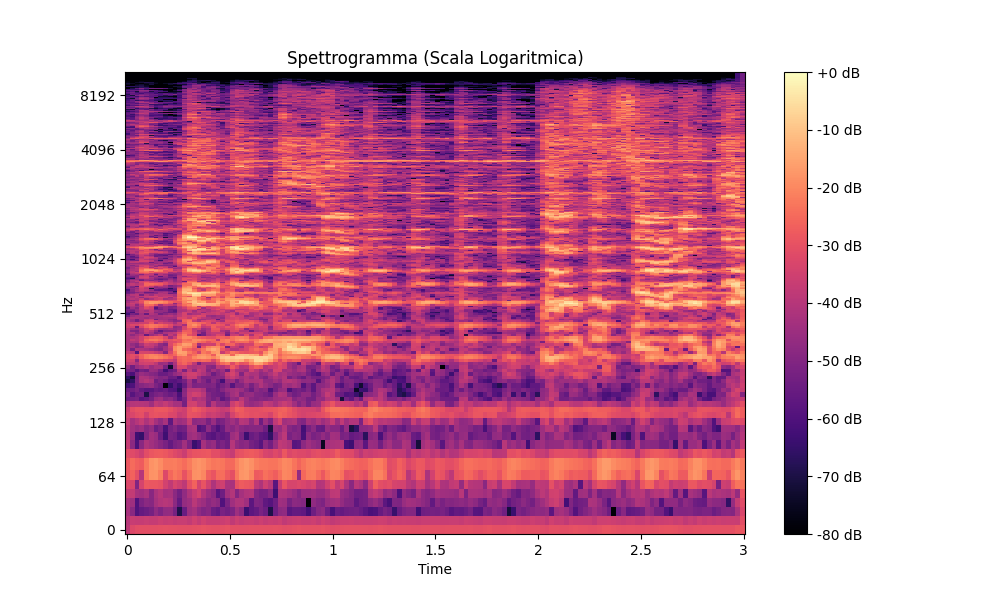 Spettrogramma (Scala Logaritmica)
Hz
8192
4096
2048
1024
512
256
128
64
0
0
0.5
1
1.5
2
2.5
3
Time
+0 dB
-10 dB
-20 dB
-30 dB
-40 dB
-50 dB
-60 dB
-70 dB
-80 dB